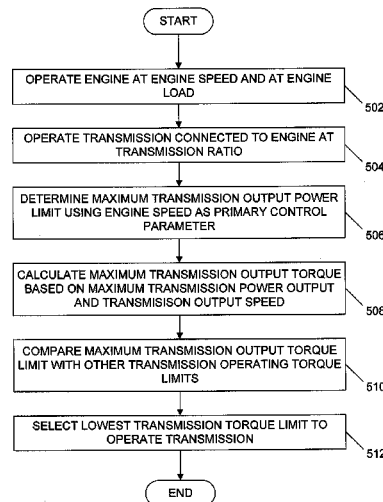 START
OPERATE ENGINE AT ENGINE SPEED AND AT ENGINE
LOAD
502
OPERATE TRANSMISSION CONNECTED TO ENGINE AT
TRANSMISSION RATIO
504
DETERMINE MAXIMUM TRANSMISSION OUTPUT POWER
LIMIT USING ENGINE SPEED AS PRIMARY CONTROL
PARAMETER
506
CALCULATE MAXIMUM TRANSMISSION OUTPUT TORQUE
BASED ON MAXIMUM TRANSMISSION POWER OUTPUT
AND TRANSMISISON OUTPUT SPEED
508
COMPARE MAXIMUM TRANSMISSION OUTPUT TORQUE
LIMIT WITH OTHER TRANSMISSION OPERATING TORQUE
LIMITS
510
SELECT LOWEST TRANSMISSION TORQUE LIMIT TO
OPERATE TRANSMISSION
512
END